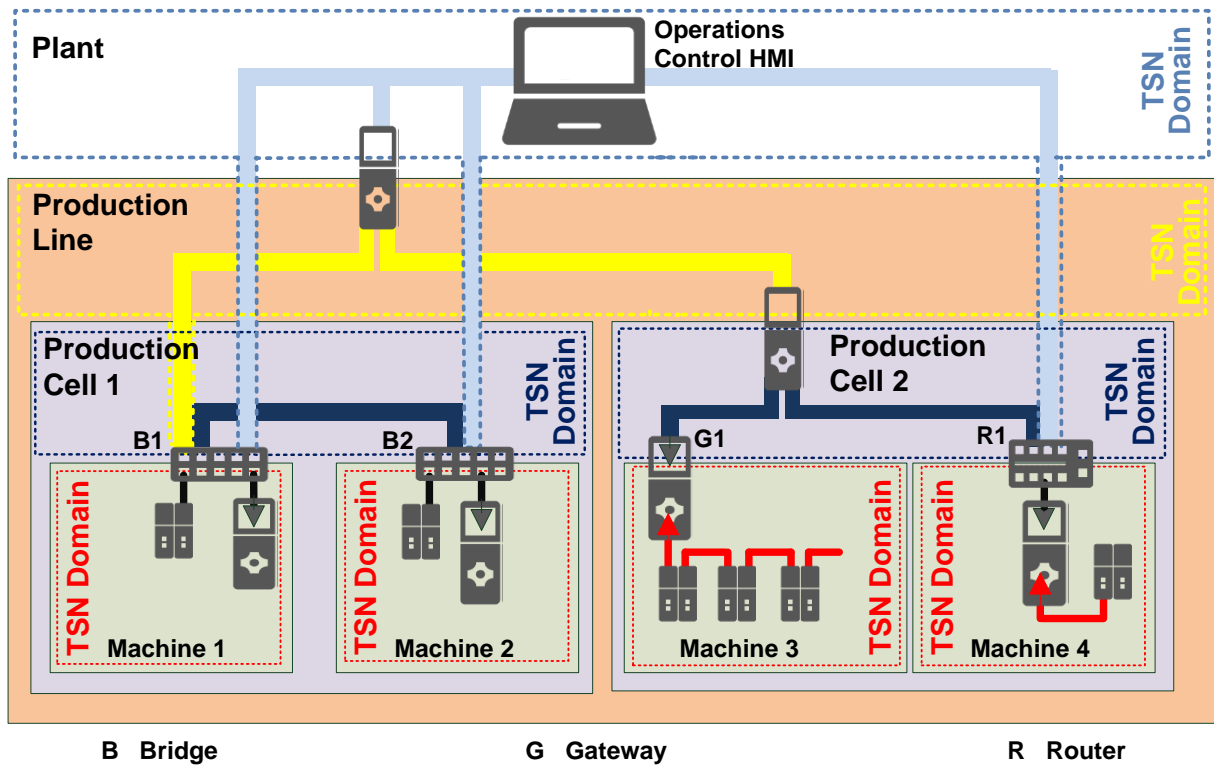 Plant
Operations
Control HMI
TSN
Domain
Production
Line
TSN
Domain
Production
Cell 1
TSN
Domain
B1
B2
Production
Cell 2
TSN
Domain
G1
R1
TSN Domain
Machine 1
TSN Domain
Machine 2
TSN Domain
Machine 3
TSN Domain
Machine 4
B Bridge
G Gateway
R Router